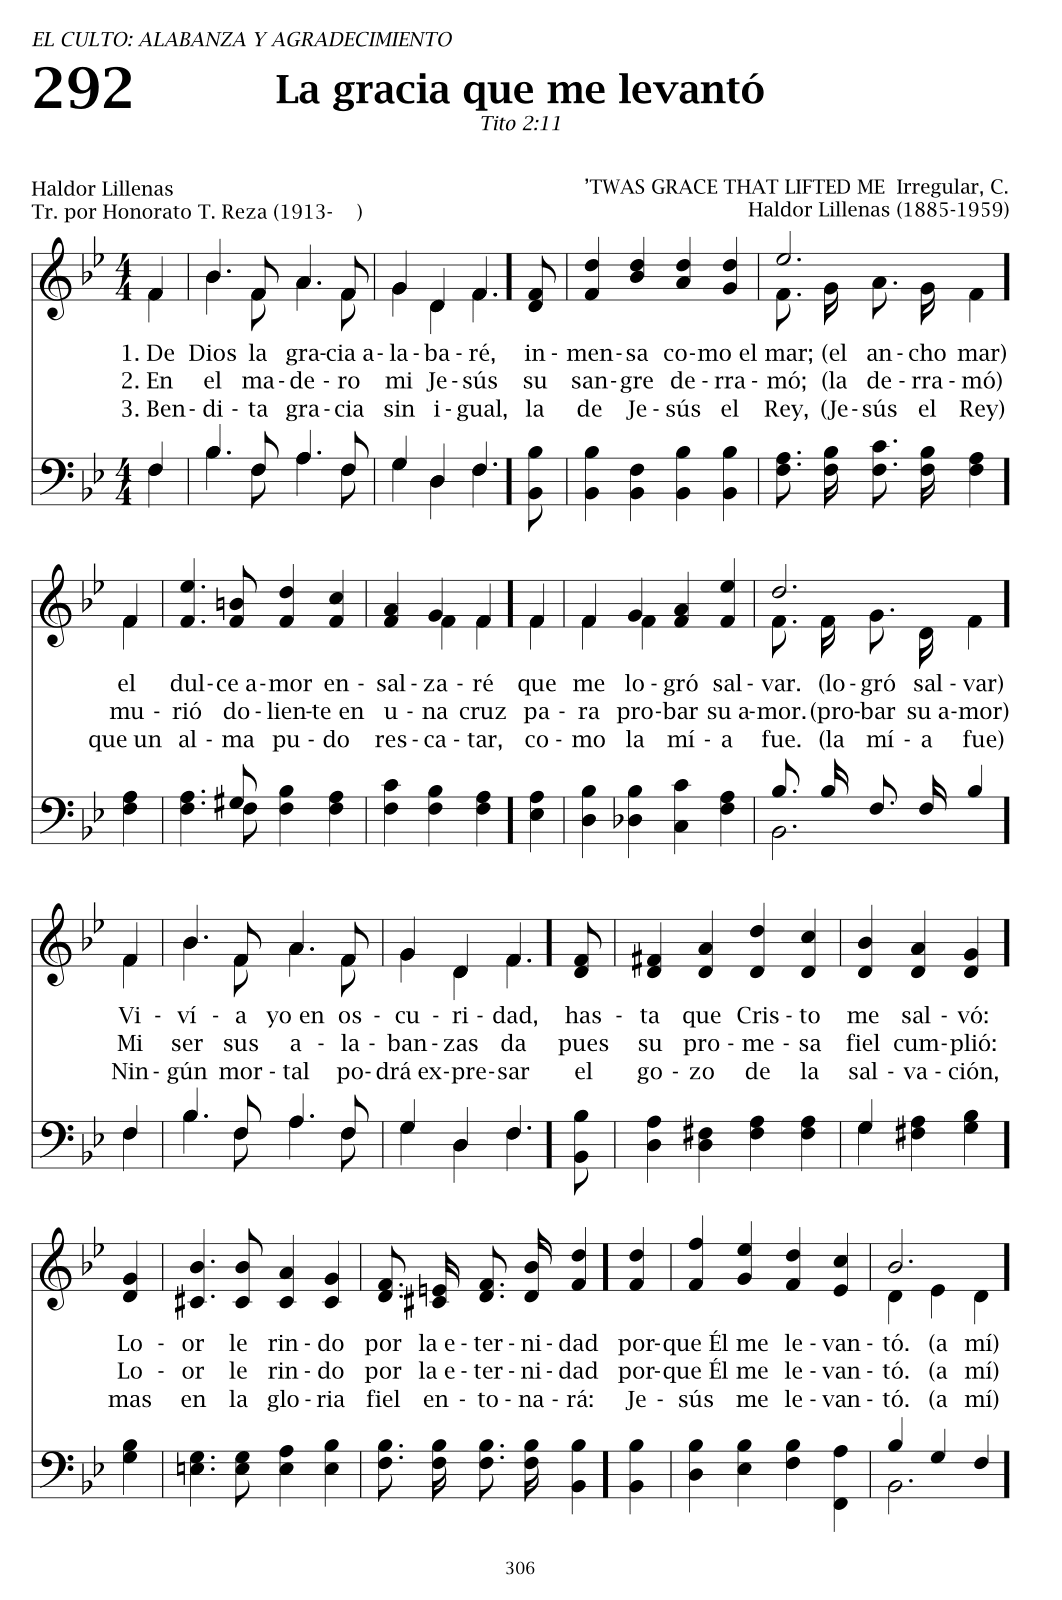 EL CULTO: ALABANZA Y AGRADECIMIENTO
292 La gracia que me levantó
Tito 2:11
Haldor Lillenas
’TWAS GRACE THAT LIFTED ME Irregular, C.
Tr. por Honorato T. Reza (1913- )
Haldor Lillenas (1885-1959)
1. De Dios la gra-cia a-la-ba-ré, in-men-sa co-mo el mar; (el an-cho mar)
2. En el ma-de-ro mi Je-sús su san-gre de-rra-mó; (la de-rra-mó)
3. Ben-di-ta gra-cia sin i-gual, la de Je-sús el Rey, (Je-sús el Rey)
el dul-ce a-mor en-sal-za-ré que me lo-gró sal-var. (lo-gró sal-var)
mu-rió do-lien-te en u-na cruz pa-ra pro-bar su a-mor. (pro-bar su a-mor)
que un al-ma pu-do res-ca-tar, co-mo la mí-a fue. (la mí-a fue)
Vi-ví-a yo en os-cu-ri-dad, has-ta que Cris-to me sal-vó:
Mi ser sus a-la-ban-zas da pues su pro-me-sa fiel cum-plió:
Nin-gún mor-tal po-drá ex-pre-sar el go-zo de la sal-va-ción,
Lo-or le rin-do por la e-ter-ni-dad por-que Él me le-van-tó. (a mí)
Lo-or le rin-do por la e-ter-ni-dad por-que Él me le-van-tó. (a mí)
mas en la glo-ria fiel en-to-na-rá: Je-sús me le-van-tó. (a mí)
306